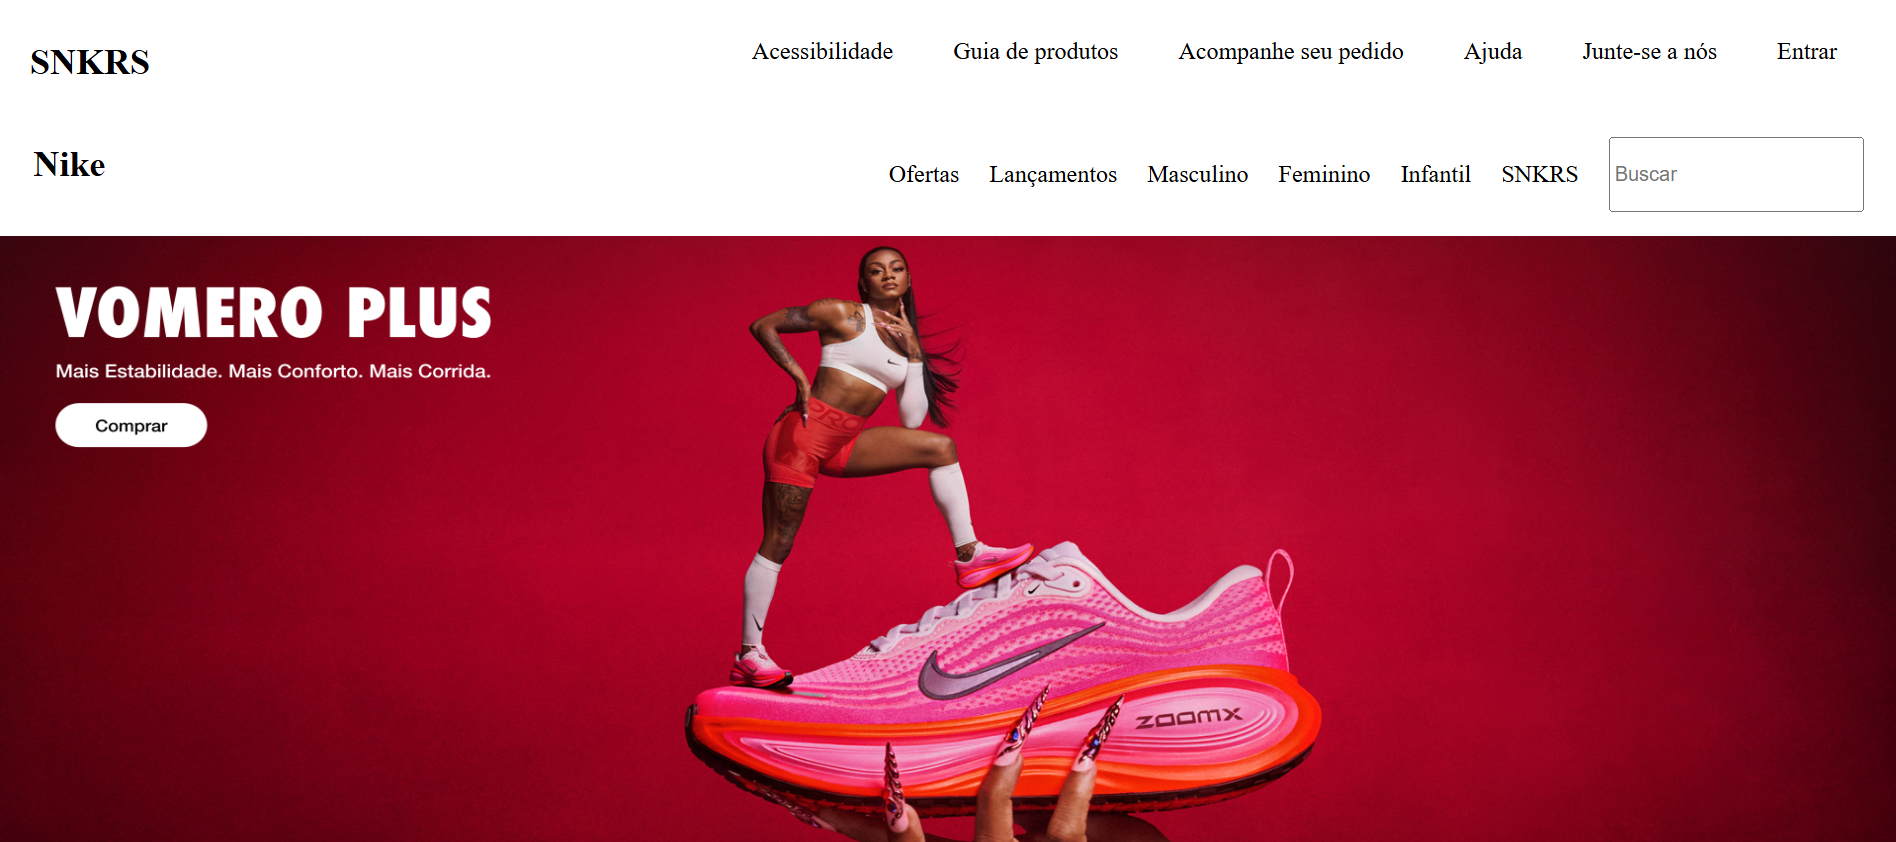 SNKRS
Acessibilidade Guia de produtos Acompanhe seu pedido Ajuda Junte-se a nós Entrar
Nike
Ofertas Lançamentos Masculino Feminino Infantil SNKRS Buscar
VOMERO PLUS
Mais Estabilidade. Mais Conforto. Mais Corrida.
Comprar
PRO
ZOOMX